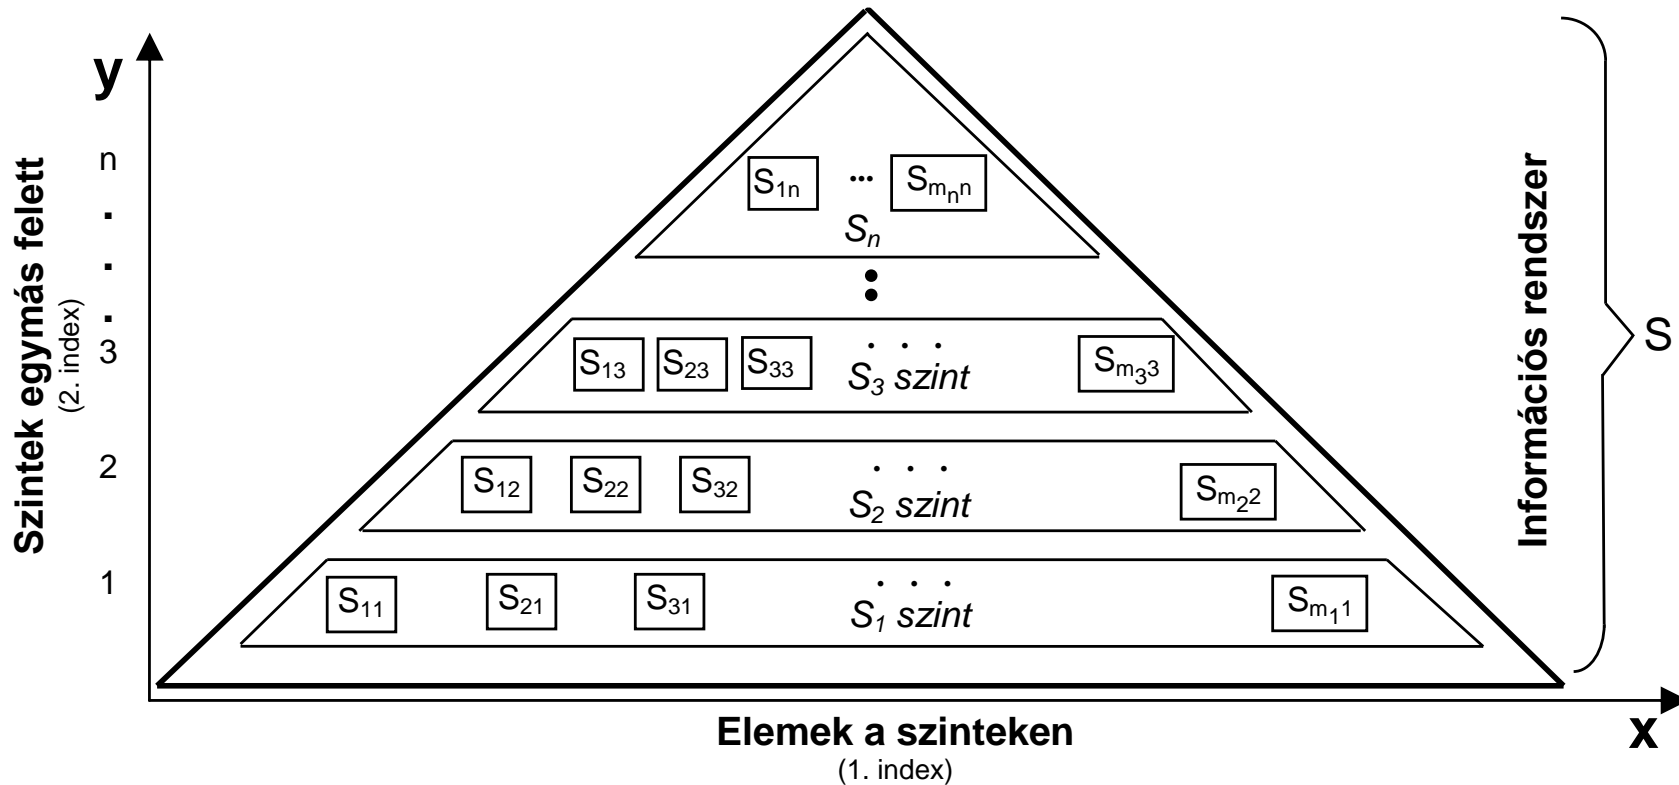 y
n
.
.
.
3
2
1
Szintek egymás felett
(2. index)
S1n ... Smnn
Sn
S13 S23 S33 . . . Sm33
S3 szint
S12 S22 S32 . . . Sm22
S2 szint
S11 S21 S31 . . . Sm11
S1 szint
Információs rendszer
S
x
Elemek a szinteken
(1. index)